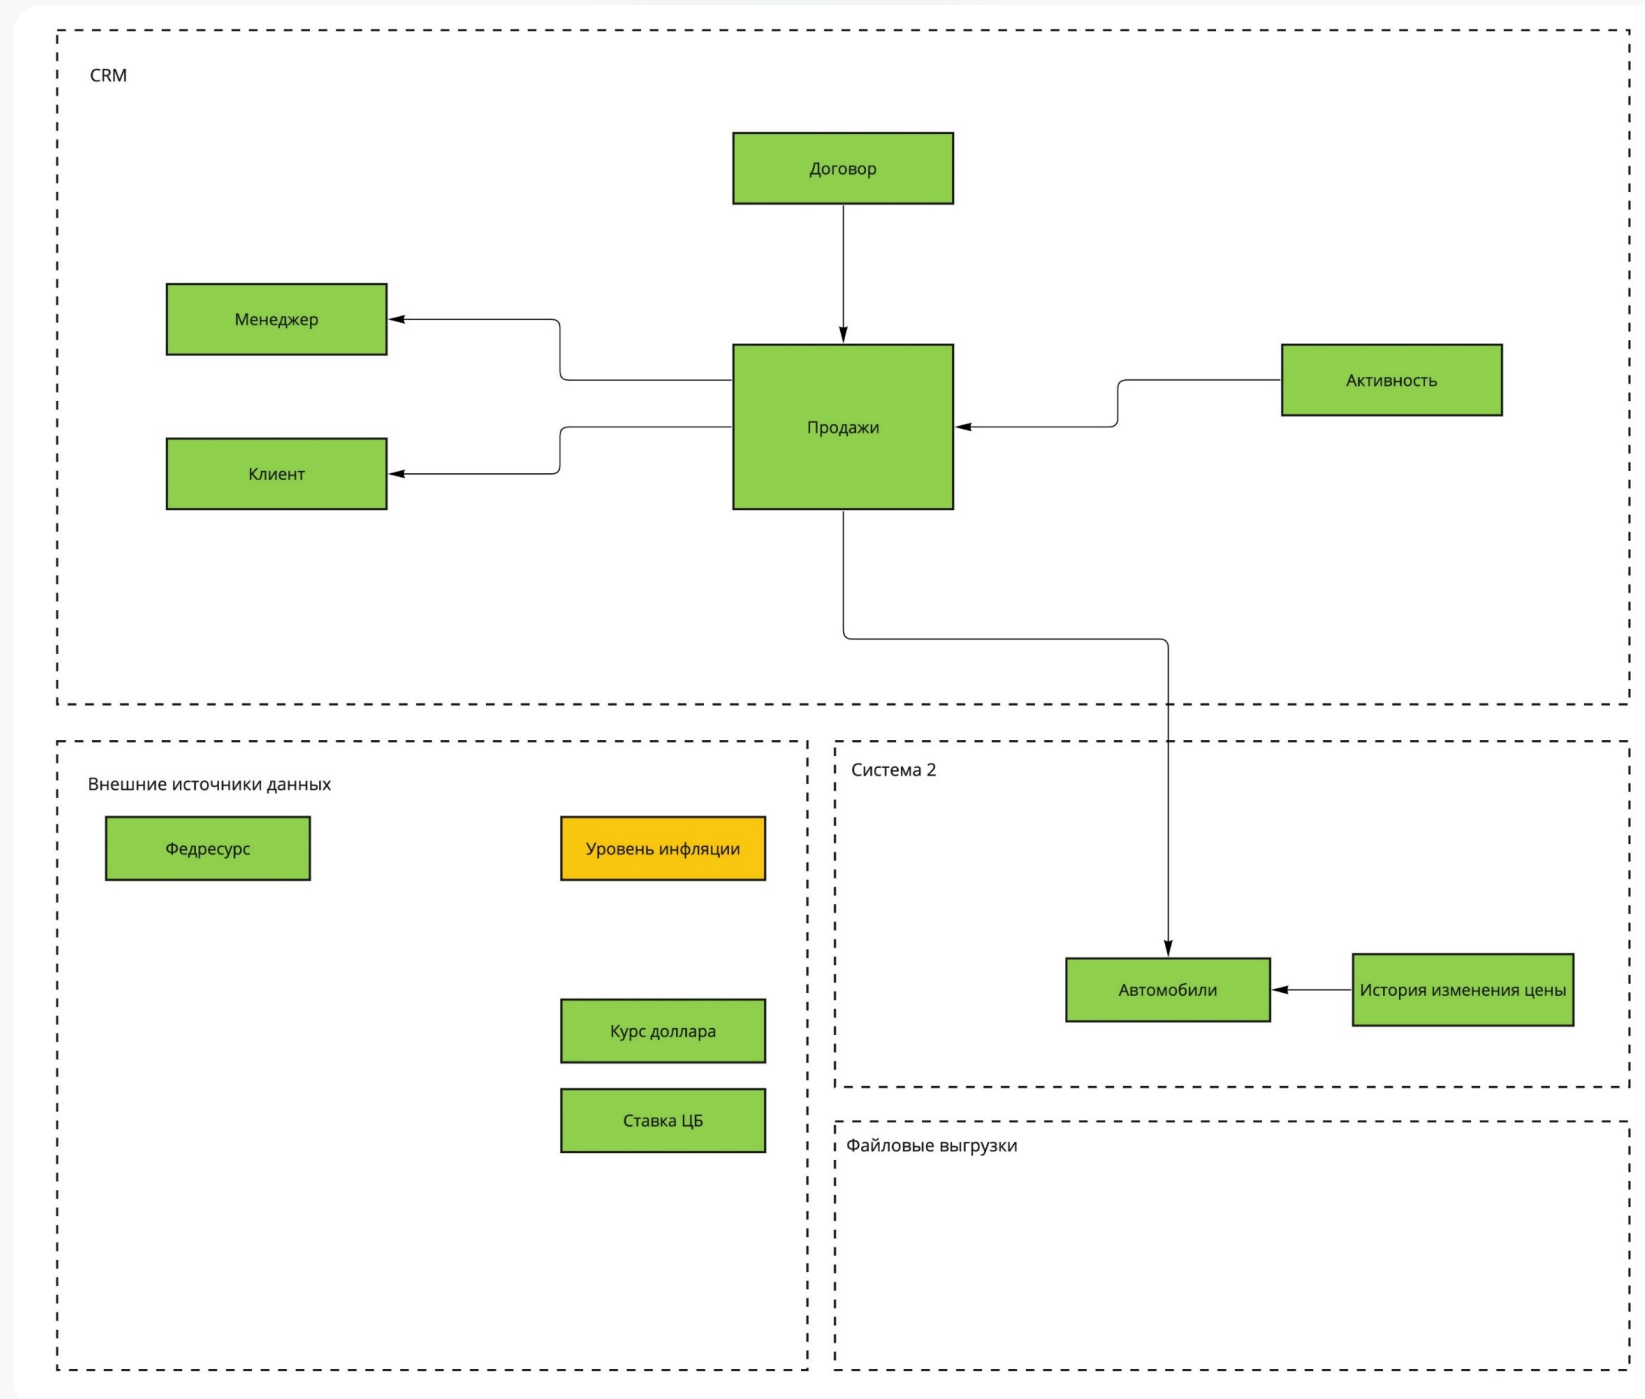 CRM
Договор
Менеджер
Клиент
Продажи
Активность
Внешние источники данных
Федресурс
Уровень инфляции
Курс доллара
Ставка ЦБ
Система 2
Автомобили
История изменения цены
Файловые выгрузки